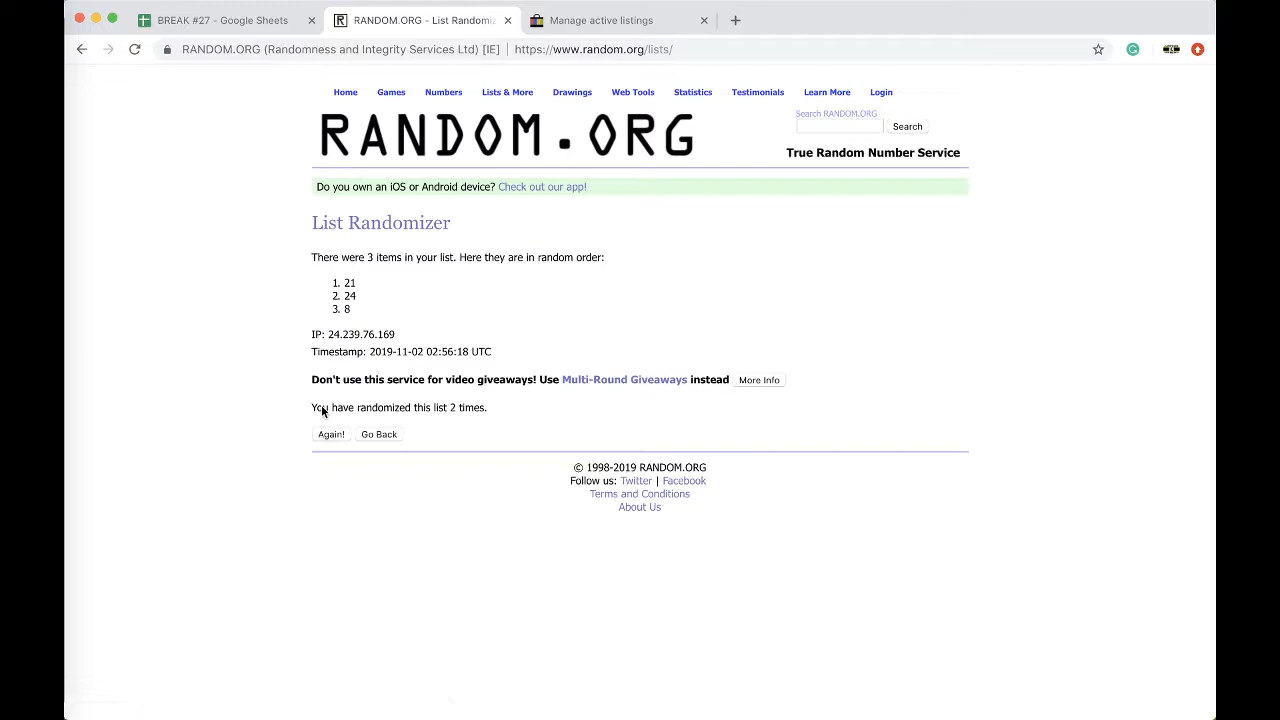 BREAK #27 - Google Sheets
RANDOM.ORG - List Randomiz
Manage active listings
RANDOM.ORG (Randomness and Integrity Services Ltd) [IE]
https://www.random.org/lists/
Home Games Numbers Lists & More Drawings Web Tools Statistics Testimonials Learn More Login
RANDOM.ORG
Search RANDOM.ORG
Search
True Random Number Service
Do you own an iOS or Android device? Check out our app!
List Randomizer
There were 3 items in your list. Here they are in random order:
1. 21
2. 24
3. 8
IP: 24.239.76.169
Timestamp: 2019-11-02 02:56:18 UTC
Don't use this service for video giveaways! Use Multi-Round Giveaways instead More Info
You have randomized this list 2 times.
Again! Go Back
© 1998-2019 RANDOM.ORG
Follow us: Twitter | Facebook
Terms and Conditions
About Us